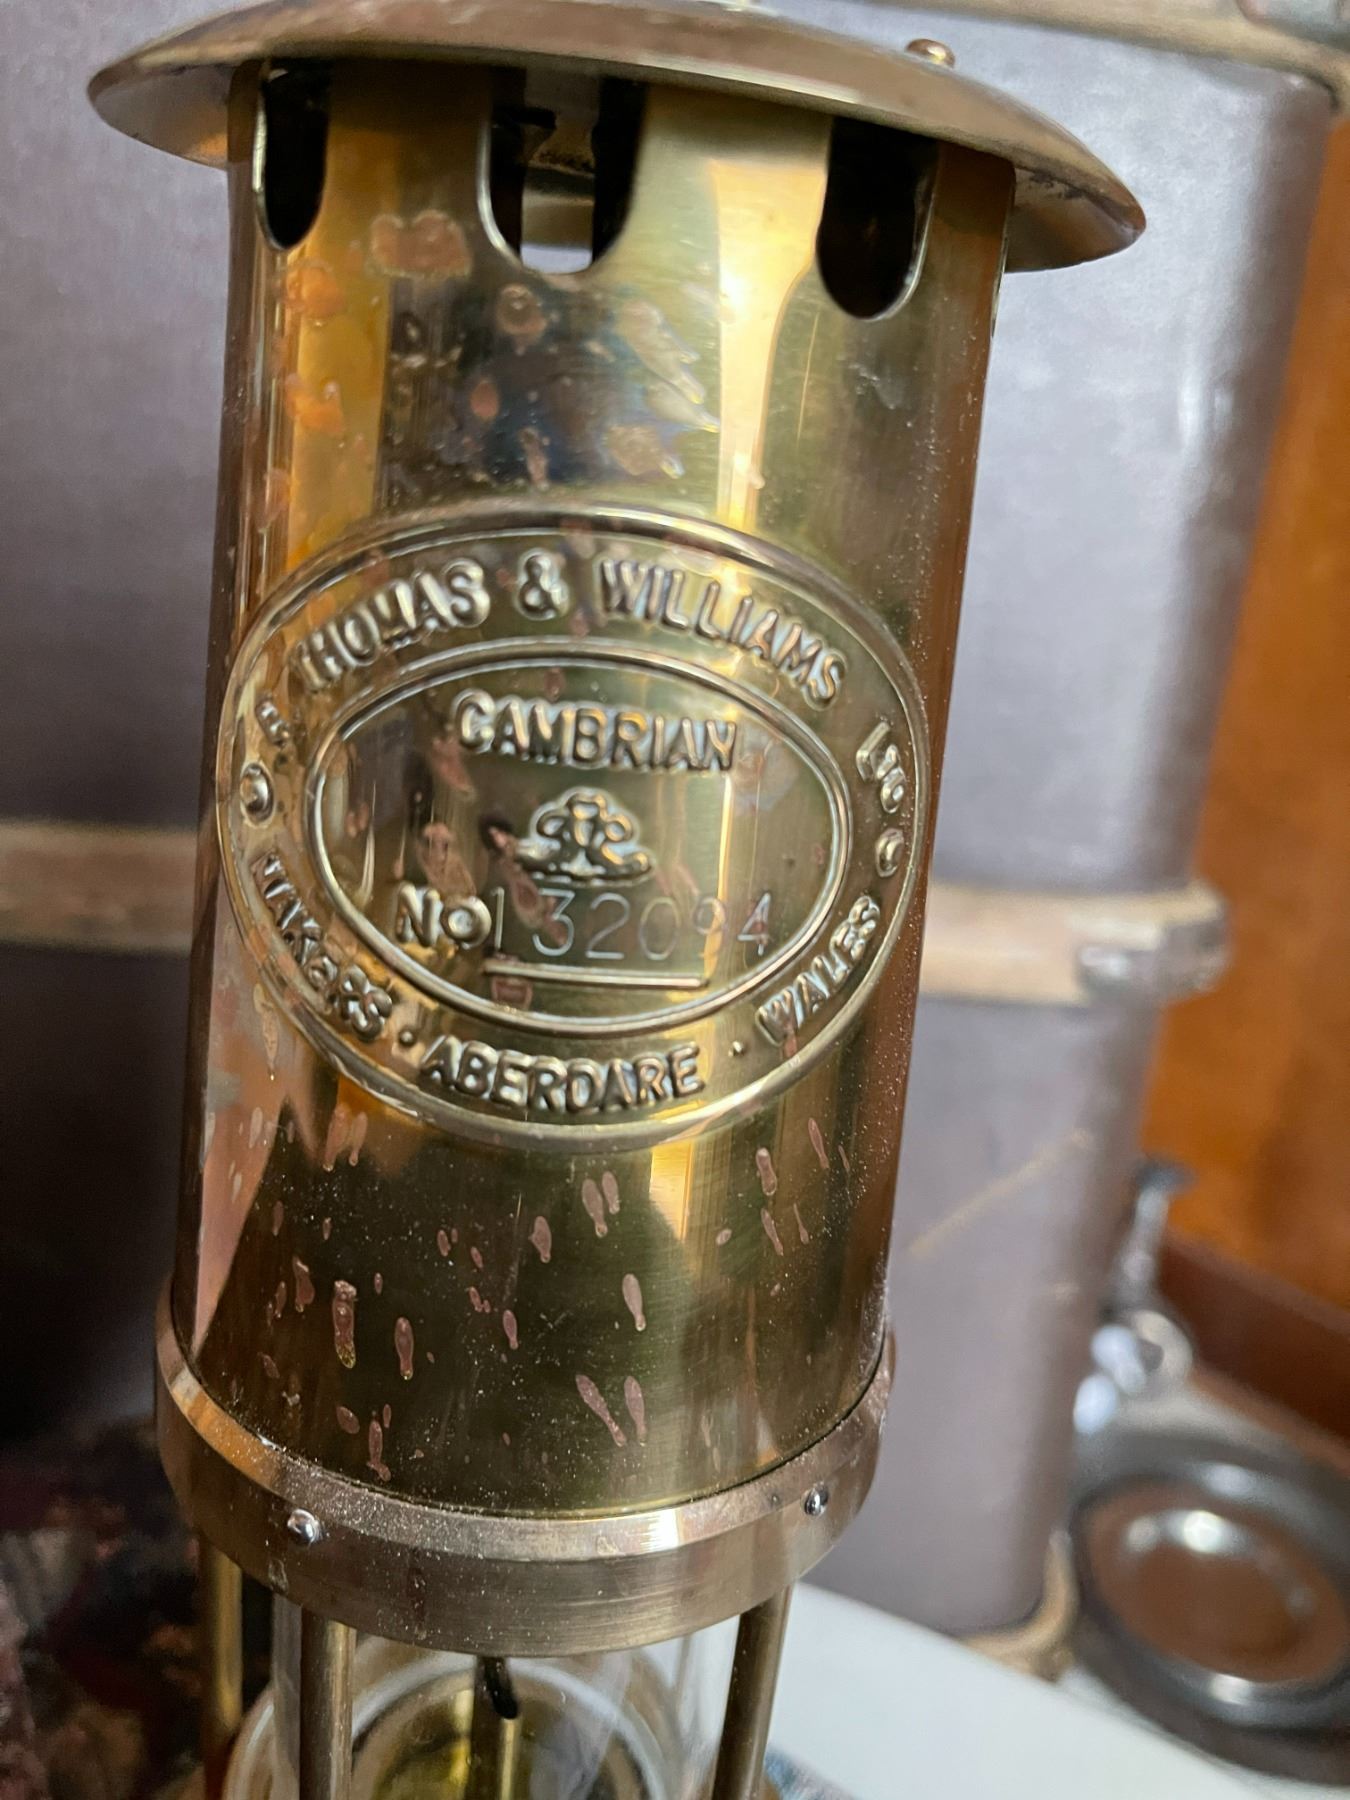 THOMAS & WILLIAMS LTD
CAMBRIAN
No 132094
MAKERS · ABERDARE · WALES